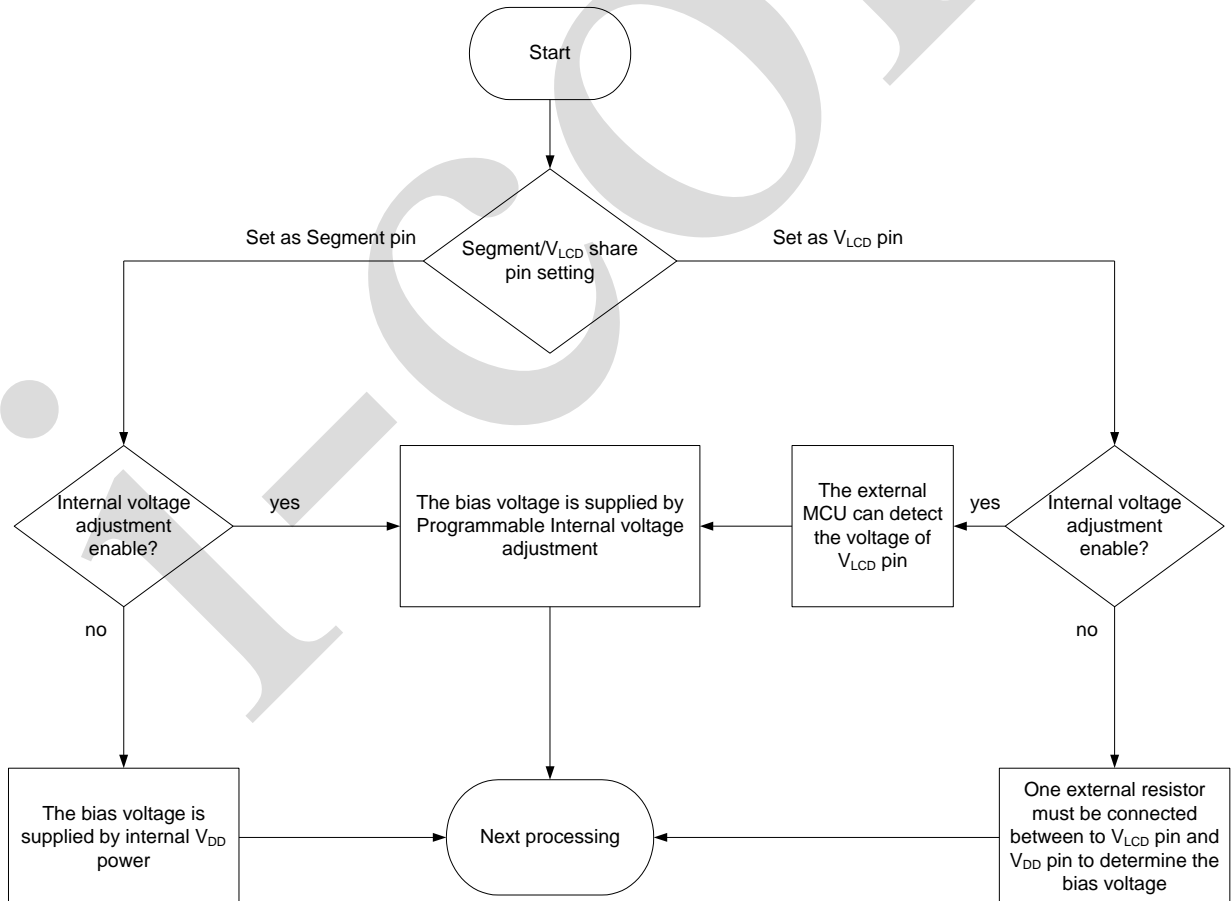 Start
Set as Segment pin
Segment/VLCD share
pin setting
Set as VLCD pin
Internal voltage
adjustment
enable?
yes
The bias voltage is supplied by
Programmable Internal voltage
adjustment
The external
MCU can detect
the voltage of
VLCD pin
yes
Internal voltage
adjustment
enable?
no
no
The bias voltage is
supplied by internal VDD
power
Next processing
One external resistor
must be connected
between to VLCD pin and
VDD pin to determine the
bias voltage